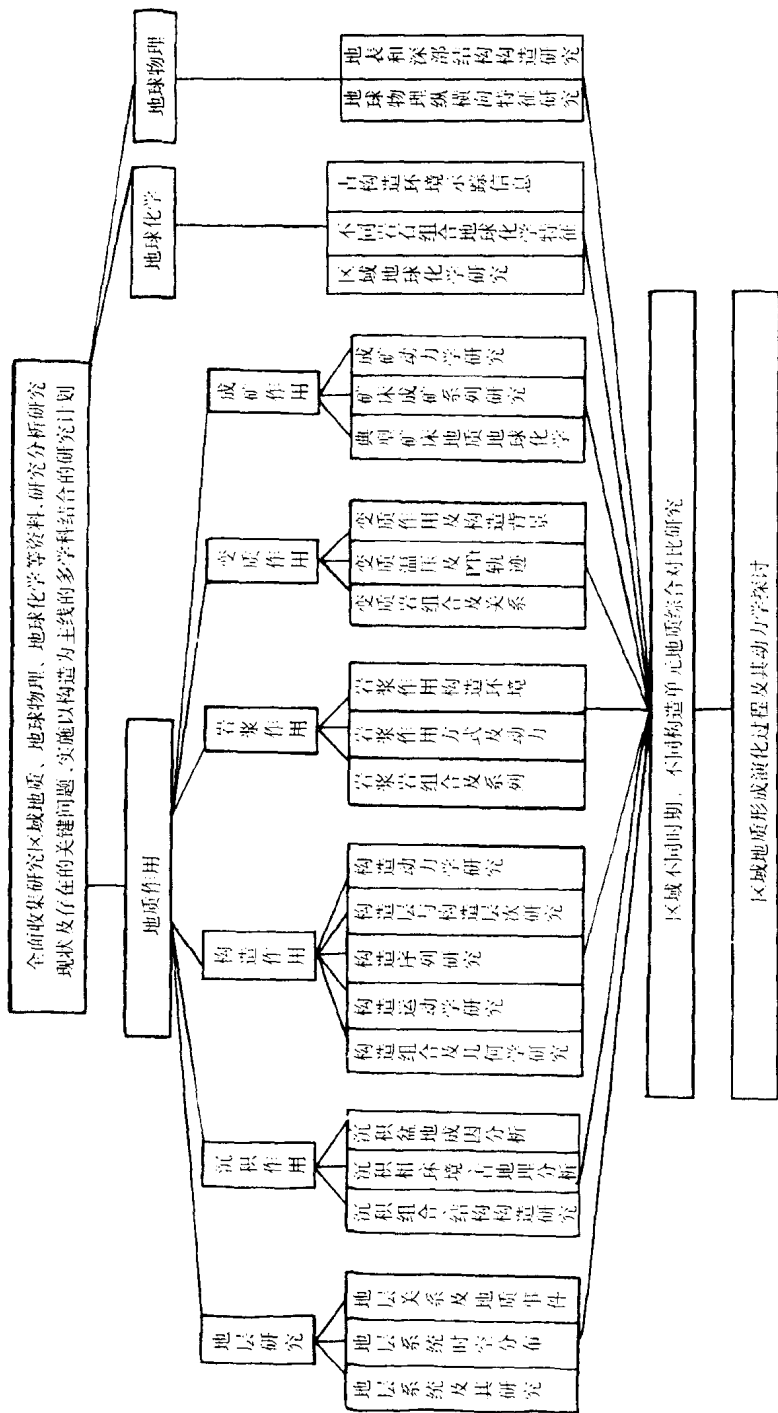 全面收集研究区域地质、地球物理、地球化学等资料,研究分析研究
现状及存在的关键问题,实施以构造为主线的多学科结合的研究计划
地质作用
地球化学
地球物理
地层研究
沉积作用
构造作用
岩浆作用
变质作用
成矿作用
地层系统及其研究
地层系统时空分布
地层关系及地质事件
沉积组合、结构构造研究
沉积相、环境、古地理分析
沉积盆地成因分析
构造组合及几何学研究
构造运动学研究
构造序列研究
构造层与构造层次研究
构造动力学研究
岩浆岩组合及系列
岩浆作用方式及动力
岩浆作用构造环境
变质岩组合及关系
变质温压及PTt轨迹
变质作用及构造背景
典型矿床地质地球化学
矿床成矿系列研究
成矿动力学研究
区域地球化学研究
不同岩石组合地球化学特征
古构造环境示踪信息
地球物理纵横向特征研究
地表和深部结构构造研究
区域不同时期、不同构造单元地质综合对比研究
区域地质形成演化过程及其动力学探讨